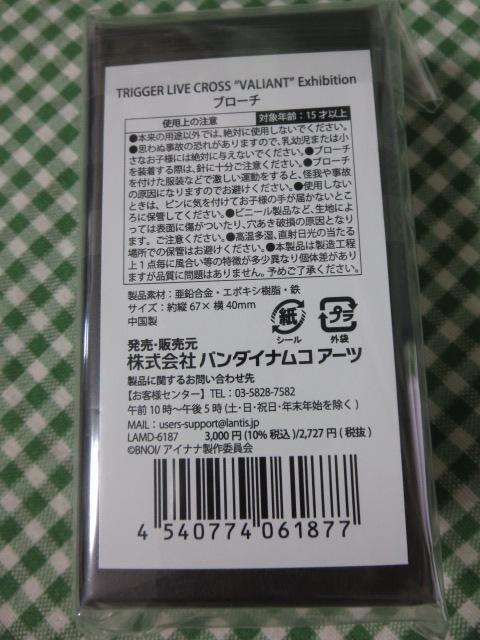 TRIGGER LIVE CROSS "VALIANT" Exhibition
ブローチ
使用上の注意
対象年齢：15才以上
●本来の用途以外では、絶対に使用しないでください。
●思わぬ事故の恐れがありますので、乳幼児または小
さなお子様には絶対に与えないでください。●ブローチ
を装着する際は、針に十分ご注意ください。●ブローチ
を付けた服装などで激しい運動をすると、怪我や事故
の原因になりますのでお避けください。●使用しない
ときは、ピンに気を付けてお子様の手が届かないとこ
ろに保管してください。●ビニール製品など、生地によ
っては表面に傷がついたり、穴あき破損の原因となり
ます。ご注意ください。●高温多湿、直射日光の当たる
場所での保管はお避けください。●本製品は製造工程
上1点毎に風合い等の特徴が多少異なり個体差があり
ますが品質に問題はありません。予めご了承ください。
製品素材：亜鉛合金・エポキシ樹脂・鉄
サイズ：約縦67×横40mm
中国製
紙
シール
プラ
外袋
発売・販売元
株式会社 バンダイナムコ アーツ
製品に関するお問い合わせ先
【お客様センター】 TEL：03-5828-7582
午前10時～午後5時（土・日・祝日・年末年始を除く）
MAIL：users-support@lantis.jp
LAMD-6187 3,000円（10%税込）/2,727円（税抜）
©BNOI/アイナナ製作委員会
4 540774 061877